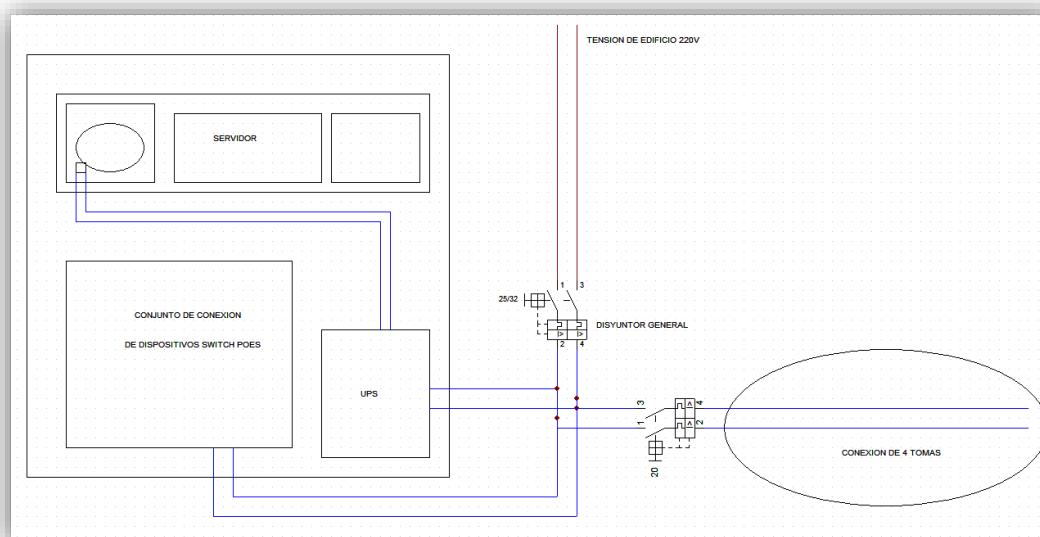 TENSION DE EDIFICIO 220V
SERVIDOR
1 3
25/32
DISYUNTOR GENERAL
I> I>
2 4
CONJUNTO DE CONEXION
DE DISPOSITIVOS SWITCH POES
UPS
3 I> 4
1 I> 2
20
CONEXION DE 4 TOMAS